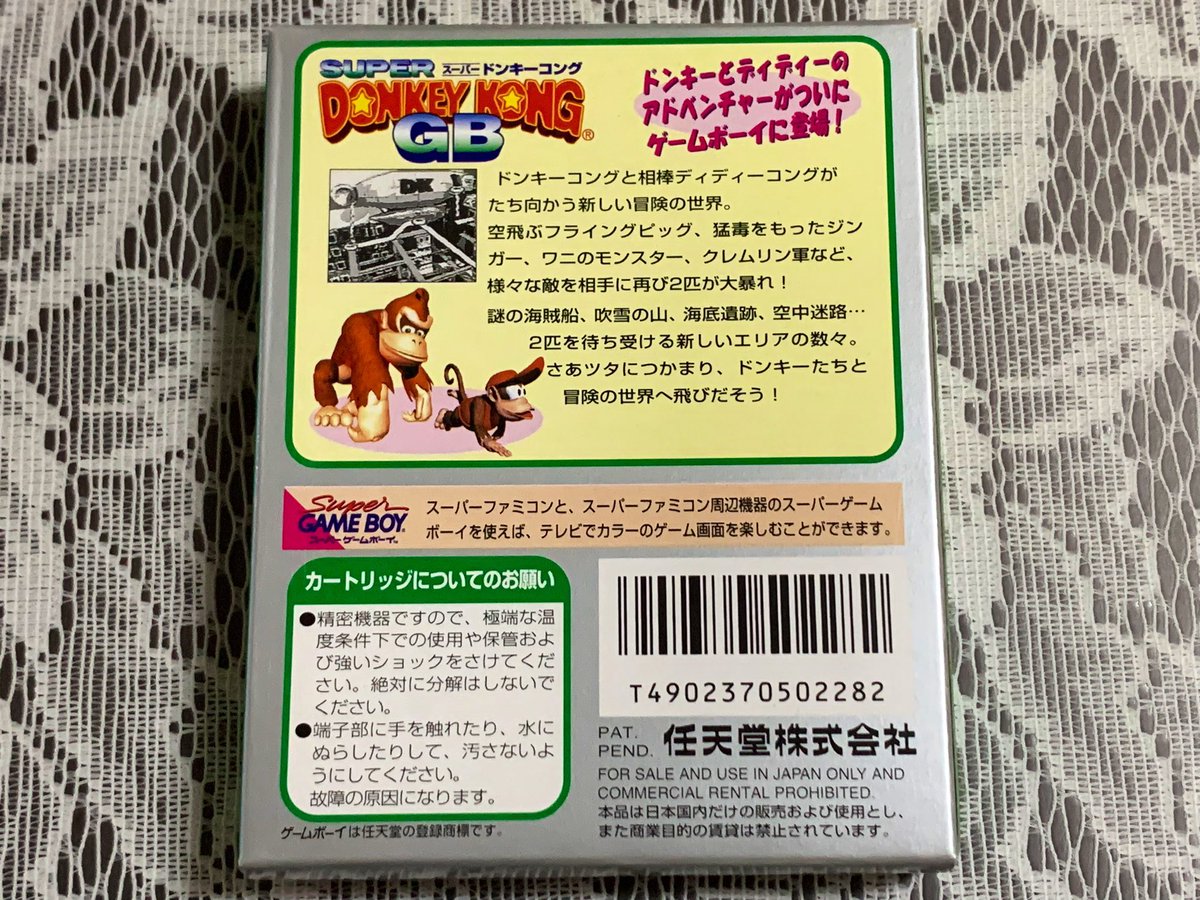 SUPER スーパードンキーコング
DONKEY KONG®
GB
ドンキーとディディーの
アドベンチャーがついに
ゲームボーイに登場!
DK
ドンキーコングと相棒ディディーコングが
たち向かう新しい冒険の世界。
空飛ぶフライングピッグ、猛毒をもったジン
ガー、ワニのモンスター、クレムリン軍など、
様々な敵を相手に再び2匹が大暴れ!
謎の海賊船、吹雪の山、海底遺跡、空中迷路…
2匹を待ち受ける新しいエリアの数々。
さあツタにつかまり、ドンキーたちと
冒険の世界へ飛びだそう!
Super
GAME BOY™
スーパーゲームボーイ™
スーパーファミコンと、スーパーファミコン周辺機器のスーパーゲーム
ボーイを使えば、テレビでカラーのゲーム画面を楽しむことができます。
カートリッジについてのお願い
●精密機器ですので、極端な温
度条件下での使用や保管およ
び強いショックをさけてくだ
さい。絶対に分解はしないで
ください。
●端子部に手を触れたり、水に
ぬらしたりして、汚さないよ
うにしてください。
故障の原因になります。
ゲームボーイは任天堂の登録商標です。
T4902370502282
PAT.
PEND. 任天堂株式会社
FOR SALE AND USE IN JAPAN ONLY AND
COMMERCIAL RENTAL PROHIBITED.
本品は日本国内だけの販売および使用とし、
また商業目的の賃貸は禁止されています。